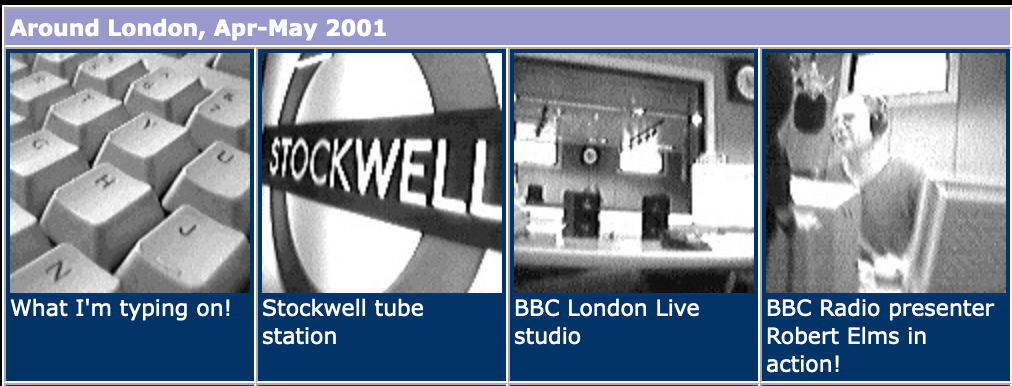 Around London, Apr-May 2001
STOCKWELL
What I'm typing on!
Stockwell tube
station
BBC London Live
studio
BBC Radio presenter
Robert Elms in
action!